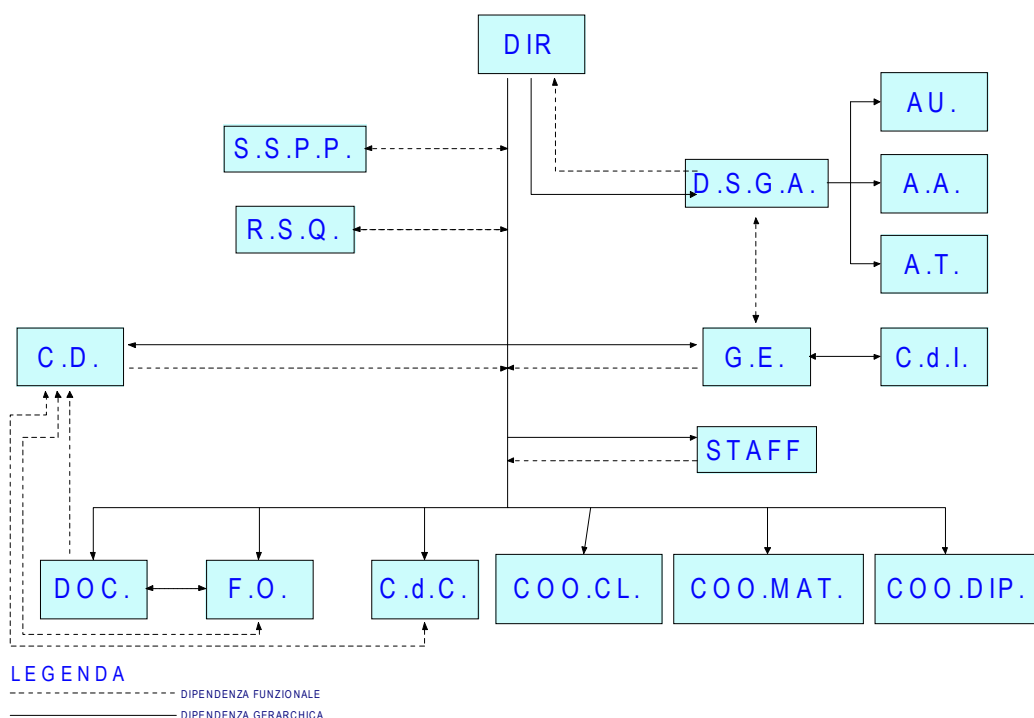 DIR
AU.
S.S.P.P.
D.S.G.A.
A.A.
R.S.Q.
A.T.
C.D.
G.E.
C.d.I.
STAFF
DOC.
F.O.
C.d.C.
COO.CL.
COO.MAT.
COO.DIP.
LEGENDA
DIPENDENZA FUNZIONALE
DIPENDENZA GERARCHICA